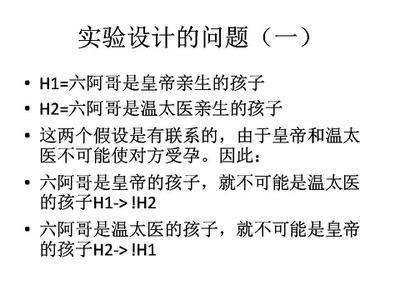 实验设计的问题（一）
• H1=六阿哥是皇帝亲生的孩子
• H2=六阿哥是温太医亲生的孩子
• 这两个假设是有联系的，由于皇帝和温太
医不可能使对方受孕。因此：
• 六阿哥是皇帝的孩子，就不可能是温太医
的孩子H1->!H2
• 六阿哥是温太医的孩子，就不可能是皇帝
的孩子H2->!H1